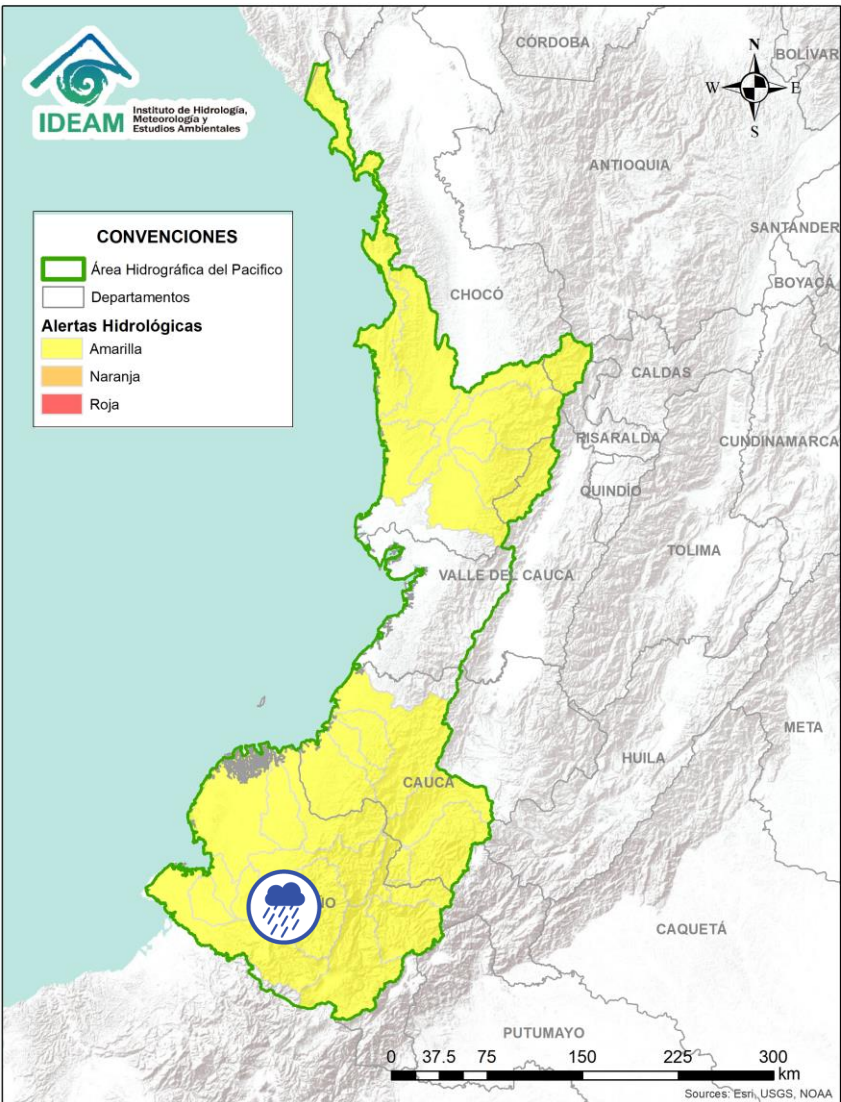 IDEAM
Instituto de Hidrología,
Meteorología y
Estudios Ambientales
N
W
E
S
CÓRDOBA
BOLÍVAR
ANTIOQUIA
SANTANDER
BOYACÁ
CONVENCIONES
Área Hidrográfica del Pacifico
Departamentos
Alertas Hidrológicas
Amarilla
Naranja
Roja
CHOCÓ
CALDAS
RISARALDA
CUNDINAMARCA
QUINDÍO
TOLIMA
VALLE DEL CAUCA
META
HUILA
CAUCA
CAQUETÁ
PUTUMAYO
0 37.5 75 150 225 300
km
Sources: Esri, USGS, NOAA